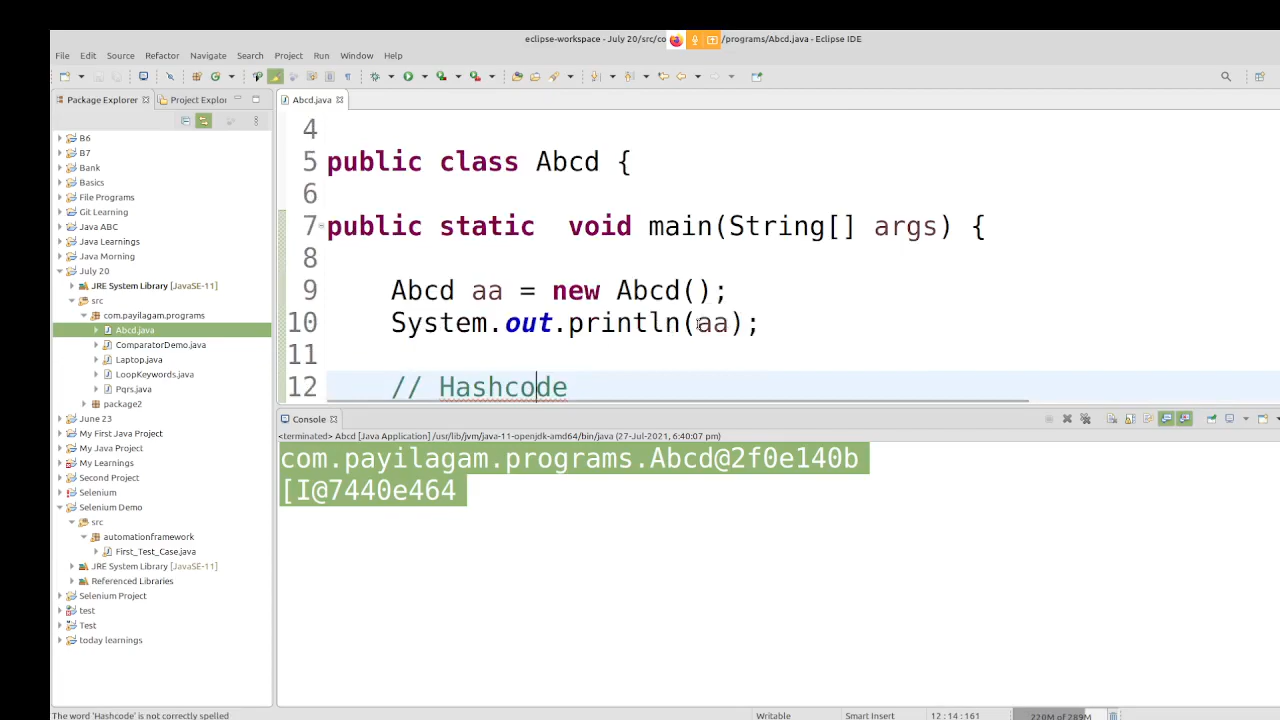 eclipse-workspace - July 20/src/co /programs/Abcd.java - Eclipse IDE
File Edit Source Refactor Navigate Search Project Run Window Help
Package Explorer Project Explor
Abcd.java
B6
B7
Bank
Basics
File Programs
Git Learning
Java ABC
Java Learnings
Java Morning
July 20
JRE System Library [JavaSE-11]
src
com.payilagam.programs
Abcd.java
ComparatorDemo.java
Laptop.java
LoopKeywords.java
Pqrs.java
package2
June 23
My First Java Project
My Java Project
My Learnings
Second Project
Selenium
Selenium Demo
src
automationframework
First_Test_Case.java
JRE System Library [JavaSE-11]
Referenced Libraries
Selenium Project
test
Test
today learnings
4
5 public class Abcd {
6
7 public static void main(String[] args) {
8
9 Abcd aa = new Abcd();
10 System.out.println(aa);
11
12 // Hashcode
Console
<terminated> Abcd [Java Application] /usr/lib/jvm/java-11-openjdk-amd64/bin/java (27-Jul-2021, 6:40:07 pm)
com.payilagam.programs.Abcd@2f0e140b
[I@7440e464
The word 'Hashcode' is not correctly spelled
Writable Smart Insert 12 : 14 : 161 220M of 289M